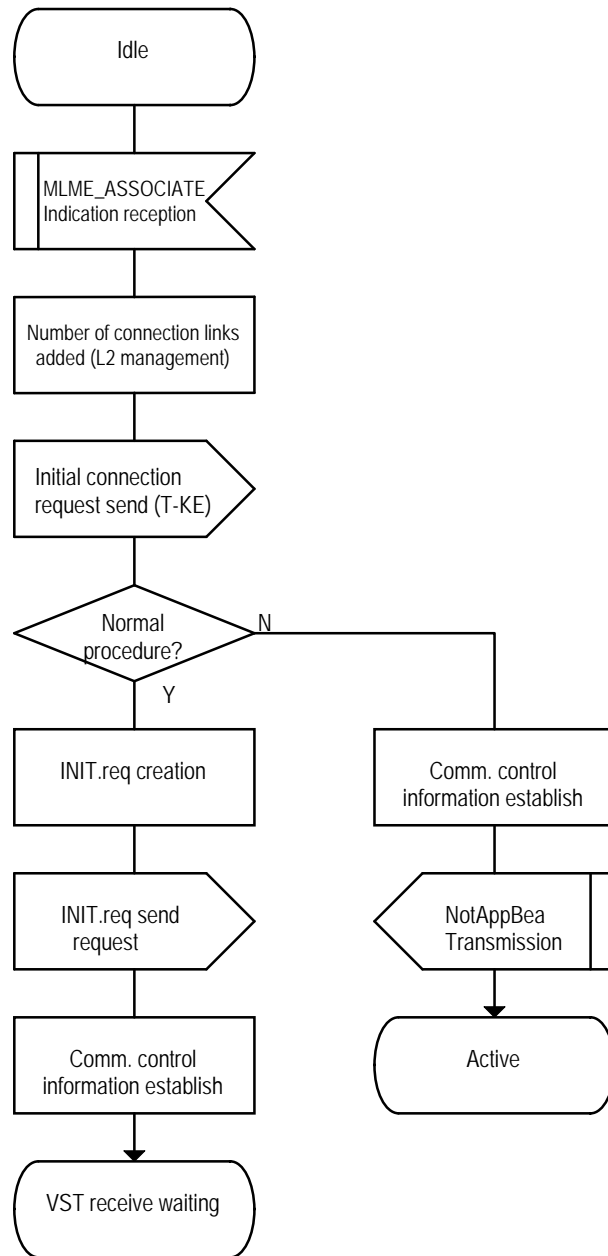 Idle
MLME_ASSOCIATE
Indication reception
Number of connection links
added (L2 management)
Initial connection
request send (T-KE)
Normal
procedure?
N
Y
INIT.req creation
Comm. control
information establish
INIT.req send
request
NotAppBea
Transmission
Comm. control
information establish
Active
VST receive waiting